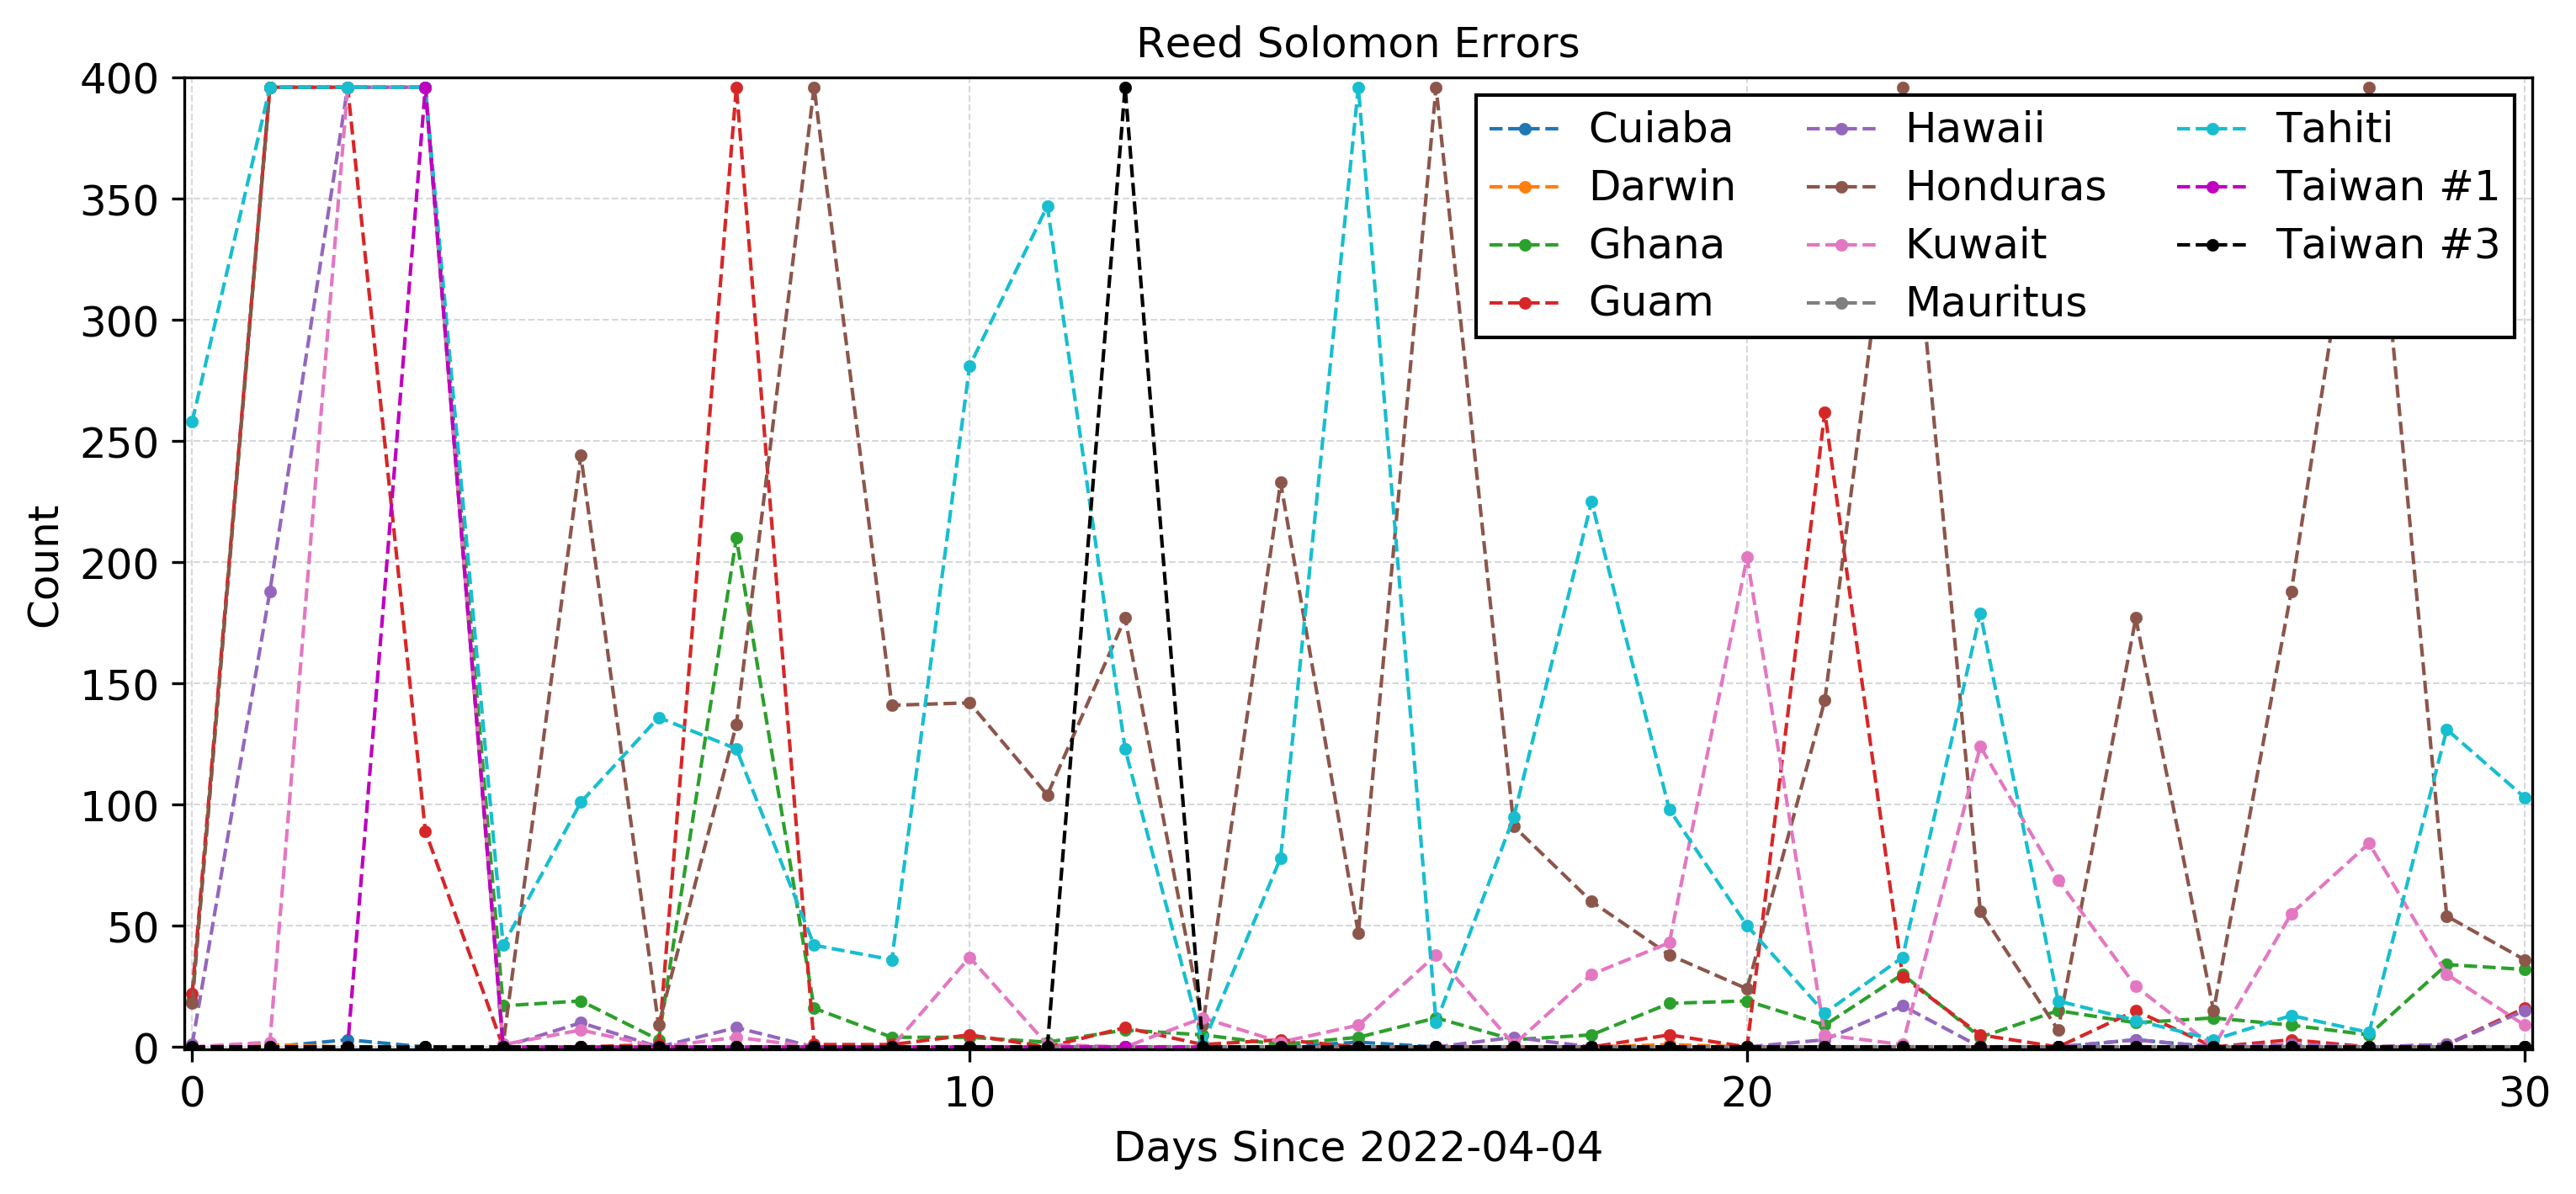 Reed Solomon Errors
400
350
300
250
200
150
100
50
0
Count
Cuiaba
Darwin
Ghana
Guam
Hawaii
Honduras
Kuwait
Mauritus
Tahiti
Taiwan #1
Taiwan #3
0 10 20 30
Days Since 2022-04-04